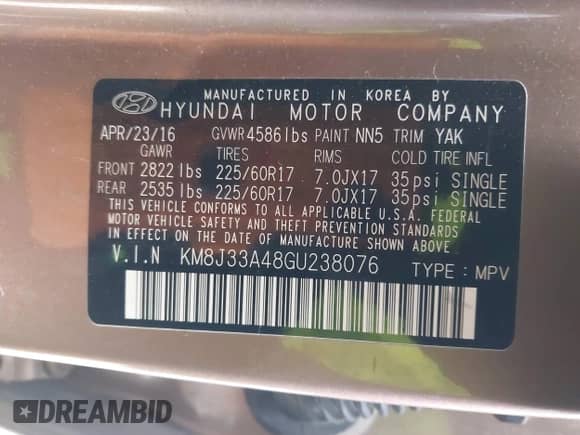 MANUFACTURED IN KOREA BY
HYUNDAI MOTOR COMPANY
APR/23/16 GVWR 4586lbs PAINT NN5 TRIM YAK
GAWR TIRES RIMS COLD TIRE INFL
FRONT 2822 lbs 225/60R17 7.0JX17 35psi SINGLE
REAR 2535 lbs 225/60R17 7.0JX17 35psi SINGLE
THIS VEHICLE CONFORMS TO ALL APPLICABLE U.S.A. FEDERAL
MOTOR VEHICLE SAFETY AND THEFT PREVENTION STANDARDS
IN EFFECT ON THE DATE OF MANUFACTURE SHOWN ABOVE.
V.I.N KM8J33A48GU238076 TYPE : MPV
DREAMBID